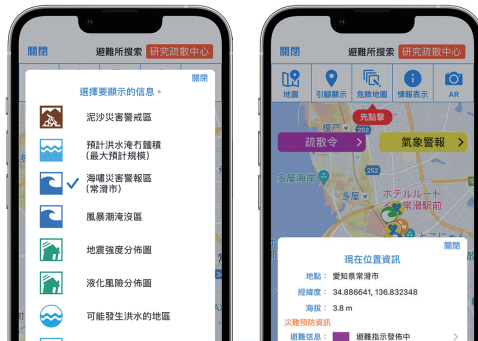 關閉
避難所搜索
研究疏散中心
關閉
選擇要顯示的信息。
泥沙災害警戒區
預計洪水淹冇麵積
(最大預計規模)
海嘯災害警報區
(常滑市)
風暴潮淹沒區
地震強度分佈圖
液化風險分佈圖
可能發生洪水的地區
關閉
避難所搜索
研究疏散中心
地圖
引腳顯示
危險地圖
情報表示
AR
先點擊
榎戸
252
疏散令
氣象警報
252
多屋海岸
多屋
ホテルルート
イン常滑駅前
關閉
現在位置資訊
地點: 愛知県常滑市
經緯度: 34.886641, 136.832348
海拔: 3.8 m
災難預防資訊
避難信息: 避難指示發佈中